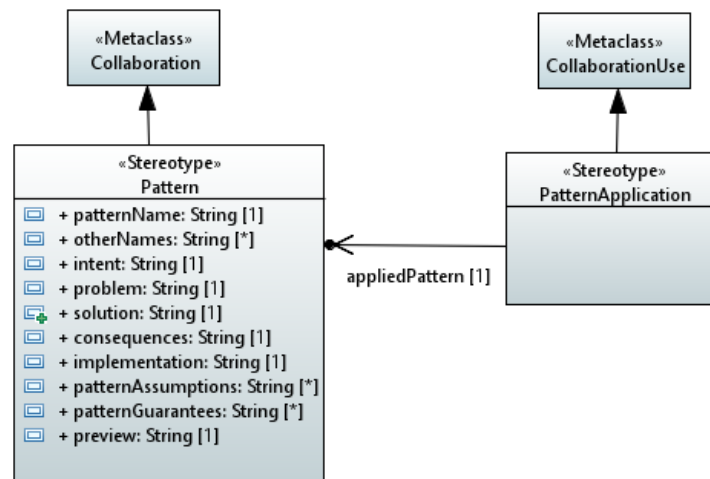 «Metaclass»
Collaboration
«Metaclass»
CollaborationUse
«Stereotype»
Pattern
+ patternName: String [1]
+ otherNames: String [*]
+ intent: String [1]
+ problem: String [1]
+ solution: String [1]
+ consequences: String [1]
+ implementation: String [1]
+ patternAssumptions: String [*]
+ patternGuarantees: String [*]
+ preview: String [1]
appliedPattern [1]
«Stereotype»
PatternApplication